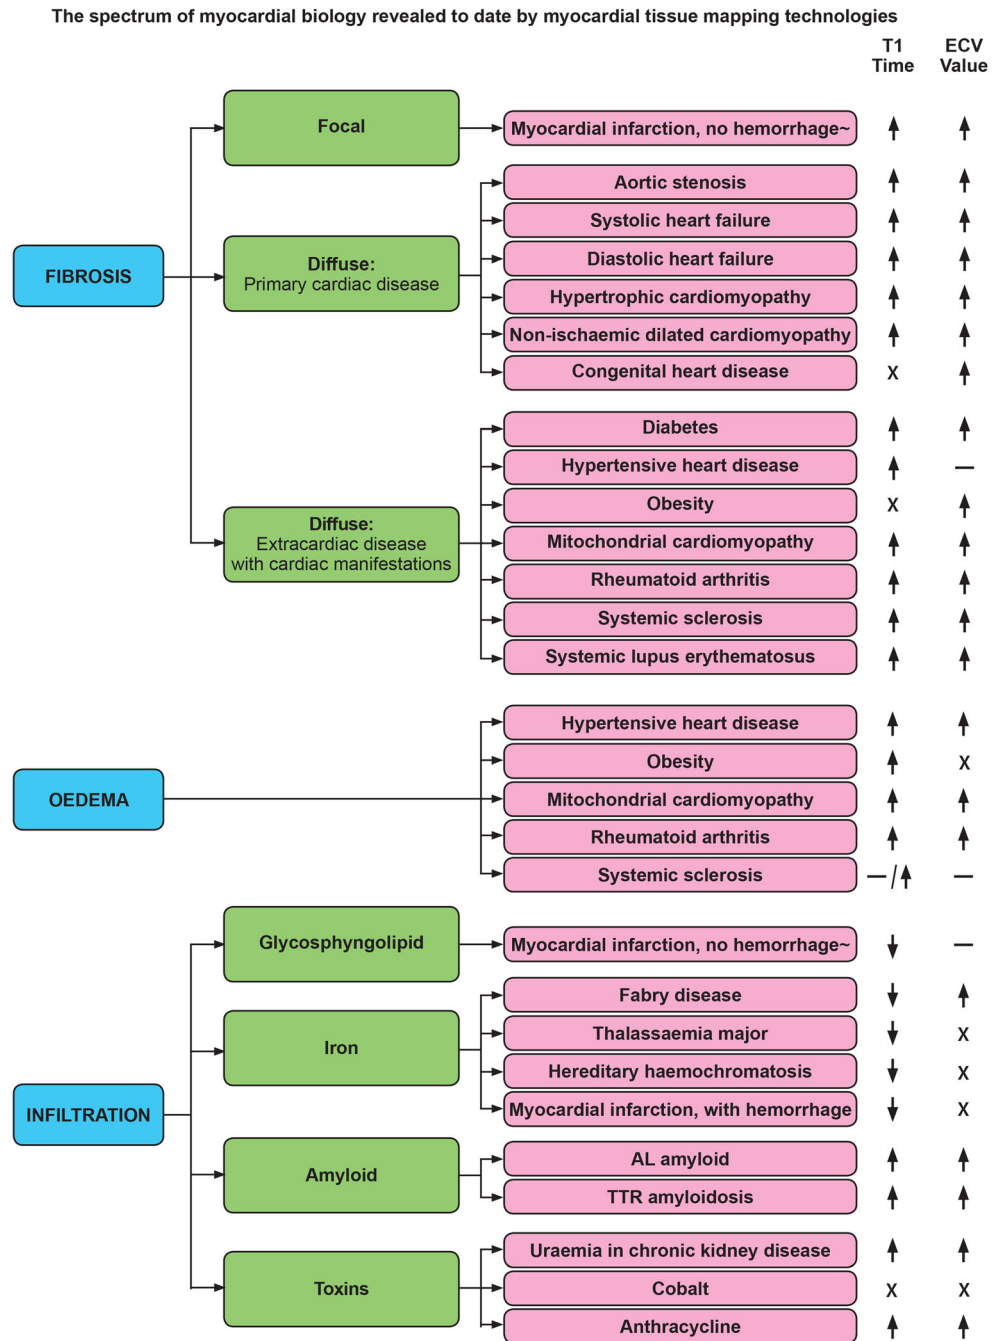 The spectrum of myocardial biology revealed to date by myocardial tissue mapping technologies
T1 Time
ECV Value
FIBROSIS
Focal
Myocardial infarction, no hemorrhage~ ↑ ↑
Diffuse:
Primary cardiac disease
Aortic stenosis ↑ ↑
Systolic heart failure ↑ ↑
Diastolic heart failure ↑ ↑
Hypertrophic cardiomyopathy ↑ ↑
Non-ischaemic dilated cardiomyopathy ↑ ↑
Congenital heart disease X ↑
Diffuse:
Extracardiac disease
with cardiac manifestations
Diabetes ↑ ↑
Hypertensive heart disease ↑ —
Obesity X ↑
Mitochondrial cardiomyopathy ↑ ↑
Rheumatoid arthritis ↑ ↑
Systemic sclerosis ↑ ↑
Systemic lupus erythematosus ↑ ↑
OEDEMA
Hypertensive heart disease ↑ ↑
Obesity ↑ X
Mitochondrial cardiomyopathy ↑ ↑
Rheumatoid arthritis ↑ ↑
Systemic sclerosis —/↑ —
INFILTRATION
Glycosphyngolipid
Myocardial infarction, no hemorrhage~ ↓ —
Iron
Fabry disease ↓ ↑
Thalassaemia major ↓ X
Hereditary haemochromatosis ↓ X
Myocardial infarction, with hemorrhage ↓ X
Amyloid
AL amyloid ↑ ↑
TTR amyloidosis ↑ ↑
Toxins
Uraemia in chronic kidney disease ↑ ↑
Cobalt X X
Anthracycline ↑ ↑